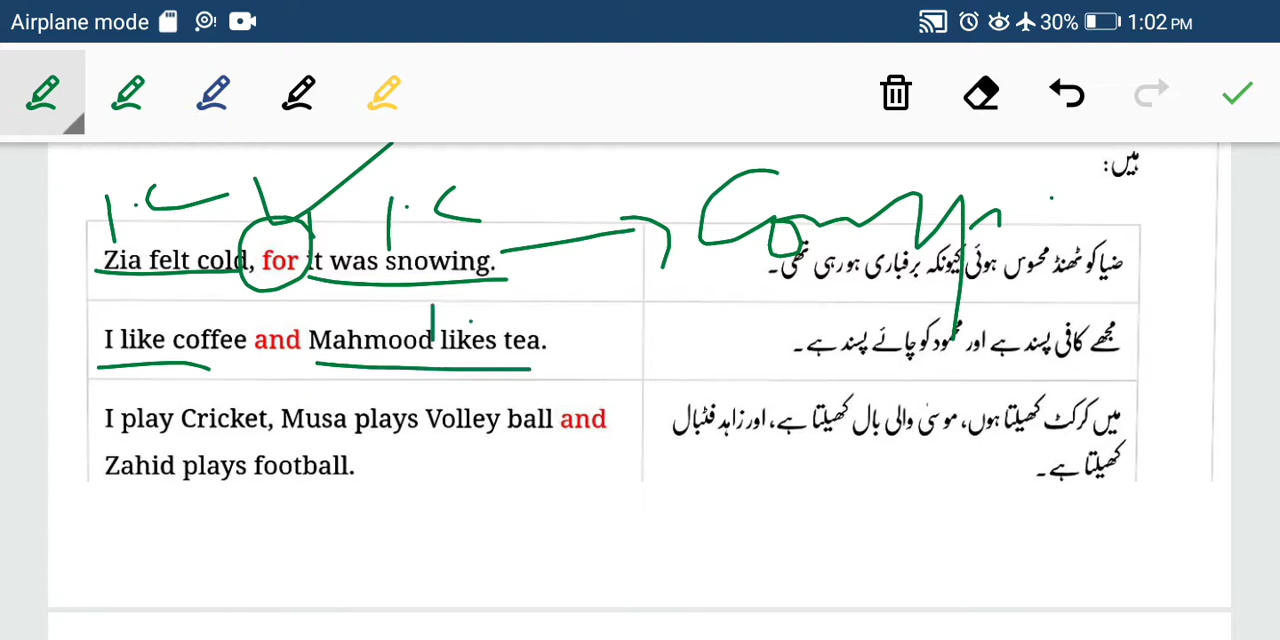 Airplane mode 30% 1:02 PM
ہیں:
I.C I.C
Zia felt cold, for it was snowing. ضیا کو ٹھنڈ محسوس ہوئی کیونکہ برفباری ہو رہی تھی۔
I like coffee and Mahmood likes tea. مجھے کافی پسند ہے اور محمود کو چائے پسند ہے۔
I play Cricket, Musa plays Volley ball and میں کرکٹ کھیلتا ہوں، موسیٰ والی بال کھیلتا ہے، اور زاہد فٹبال
Zahid plays football. کھیلتا ہے۔